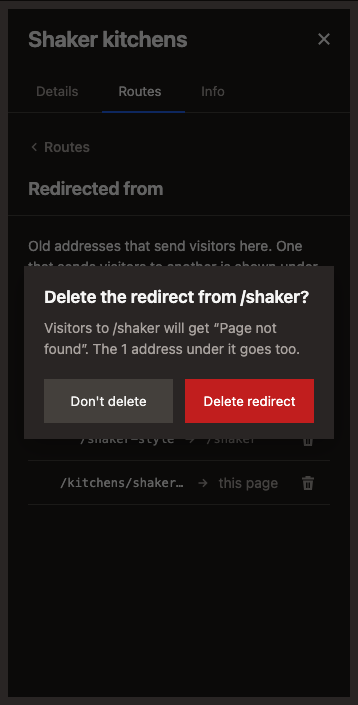 Shaker kitchens
Details
Routes
Info
Routes
Redirected from
Old addresses that send visitors here. One
that sends visitors to another is shown under
Delete the redirect from /shaker?
Visitors to /shaker will get “Page not
found”. The 1 address under it goes too.
Don't delete
Delete redirect
/shaker-style → /shaker
/kitchens/shaker… → this page